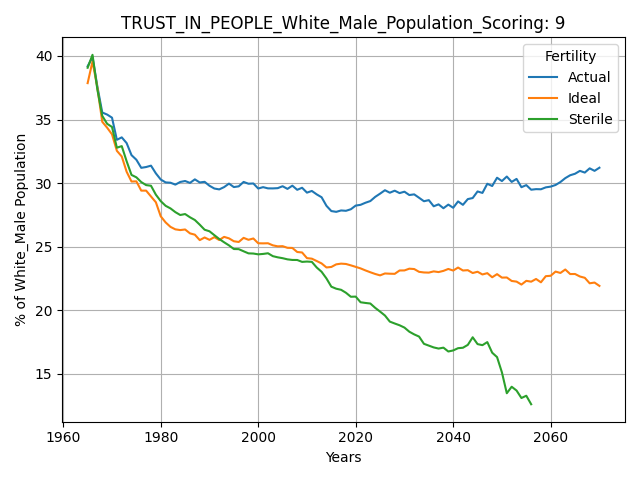 TRUST_IN_PEOPLE_White_Male_Population_Scoring: 9
Fertility
Actual
Ideal
Sterile
% of White_Male Population
40
35
30
25
20
15
1960 1980 2000 2020 2040 2060
Years